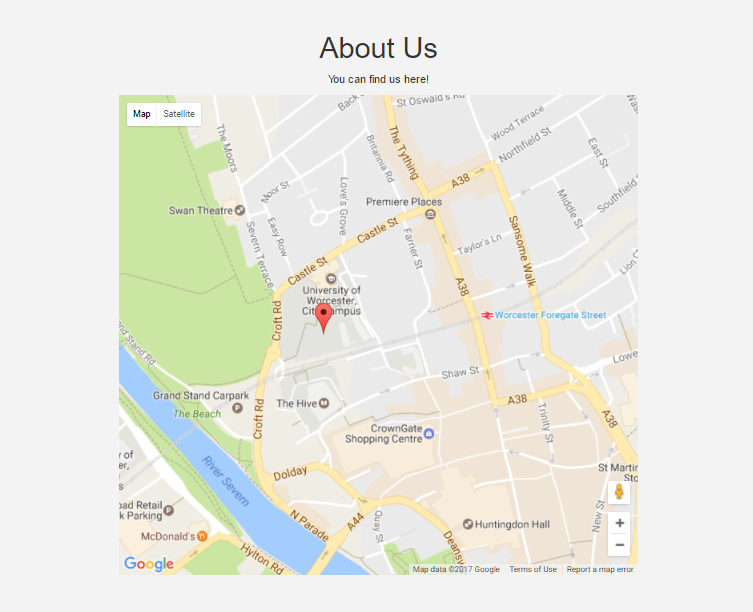 About Us
You can find us here!
Map
Satellite
St Oswald's Rd
Back
The Moors
The Tything
Wood Terrace
Northfield St
East St
Britannia Rd
Moor St
Love's Grove
A38
Middle St
Southfield
Premiere Places
Swan Theatre
Severn Terrace
Easy Row
Castle St
Farrier St
Taylor's Ln
Sansome Walk
Lion
Castle St
University of
Worcester,
City Campus
A38
Croft Rd
Worcester Foregate Street
and Stand Rd
Shaw St
Lowe
Grand Stand Carpark
The Beach
The Hive
A38
Croft Rd
CrownGate
Shopping Centre
Trinity St
A38
River Severn
Dolday
St Martin
Sto
N Parade
A44
Quay St
Huntingdon Hall
New St
ty of
er,
oad Retail
k Parking
McDonald's
Hylton Rd
Deansw
Google
Map data ©2017 Google
Terms of Use
Report a map error